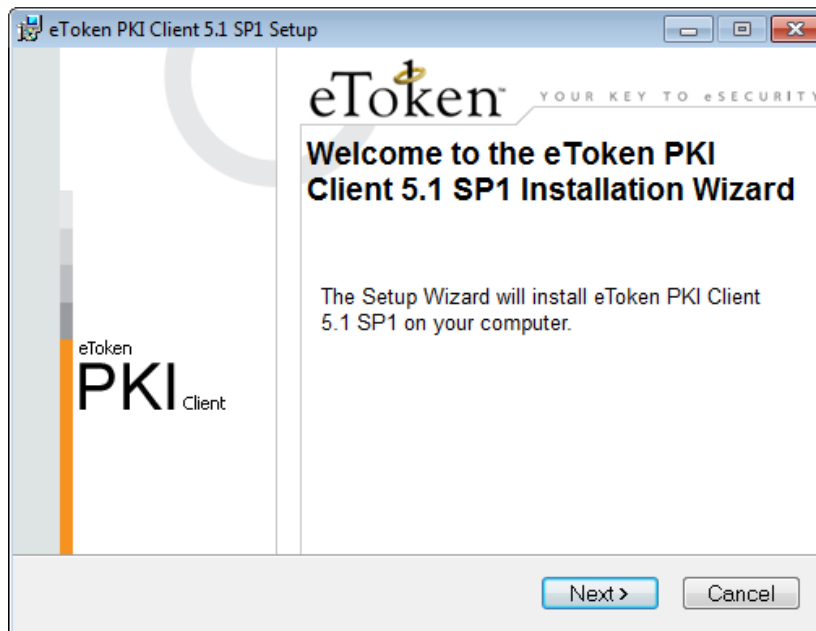 eToken PKI Client 5.1 SP1 Setup
eToken™
YOUR KEY TO eSECURITY
Welcome to the eToken PKI
Client 5.1 SP1 Installation Wizard
The Setup Wizard will install eToken PKI Client
5.1 SP1 on your computer.
eToken
PKI Client
Next >
Cancel